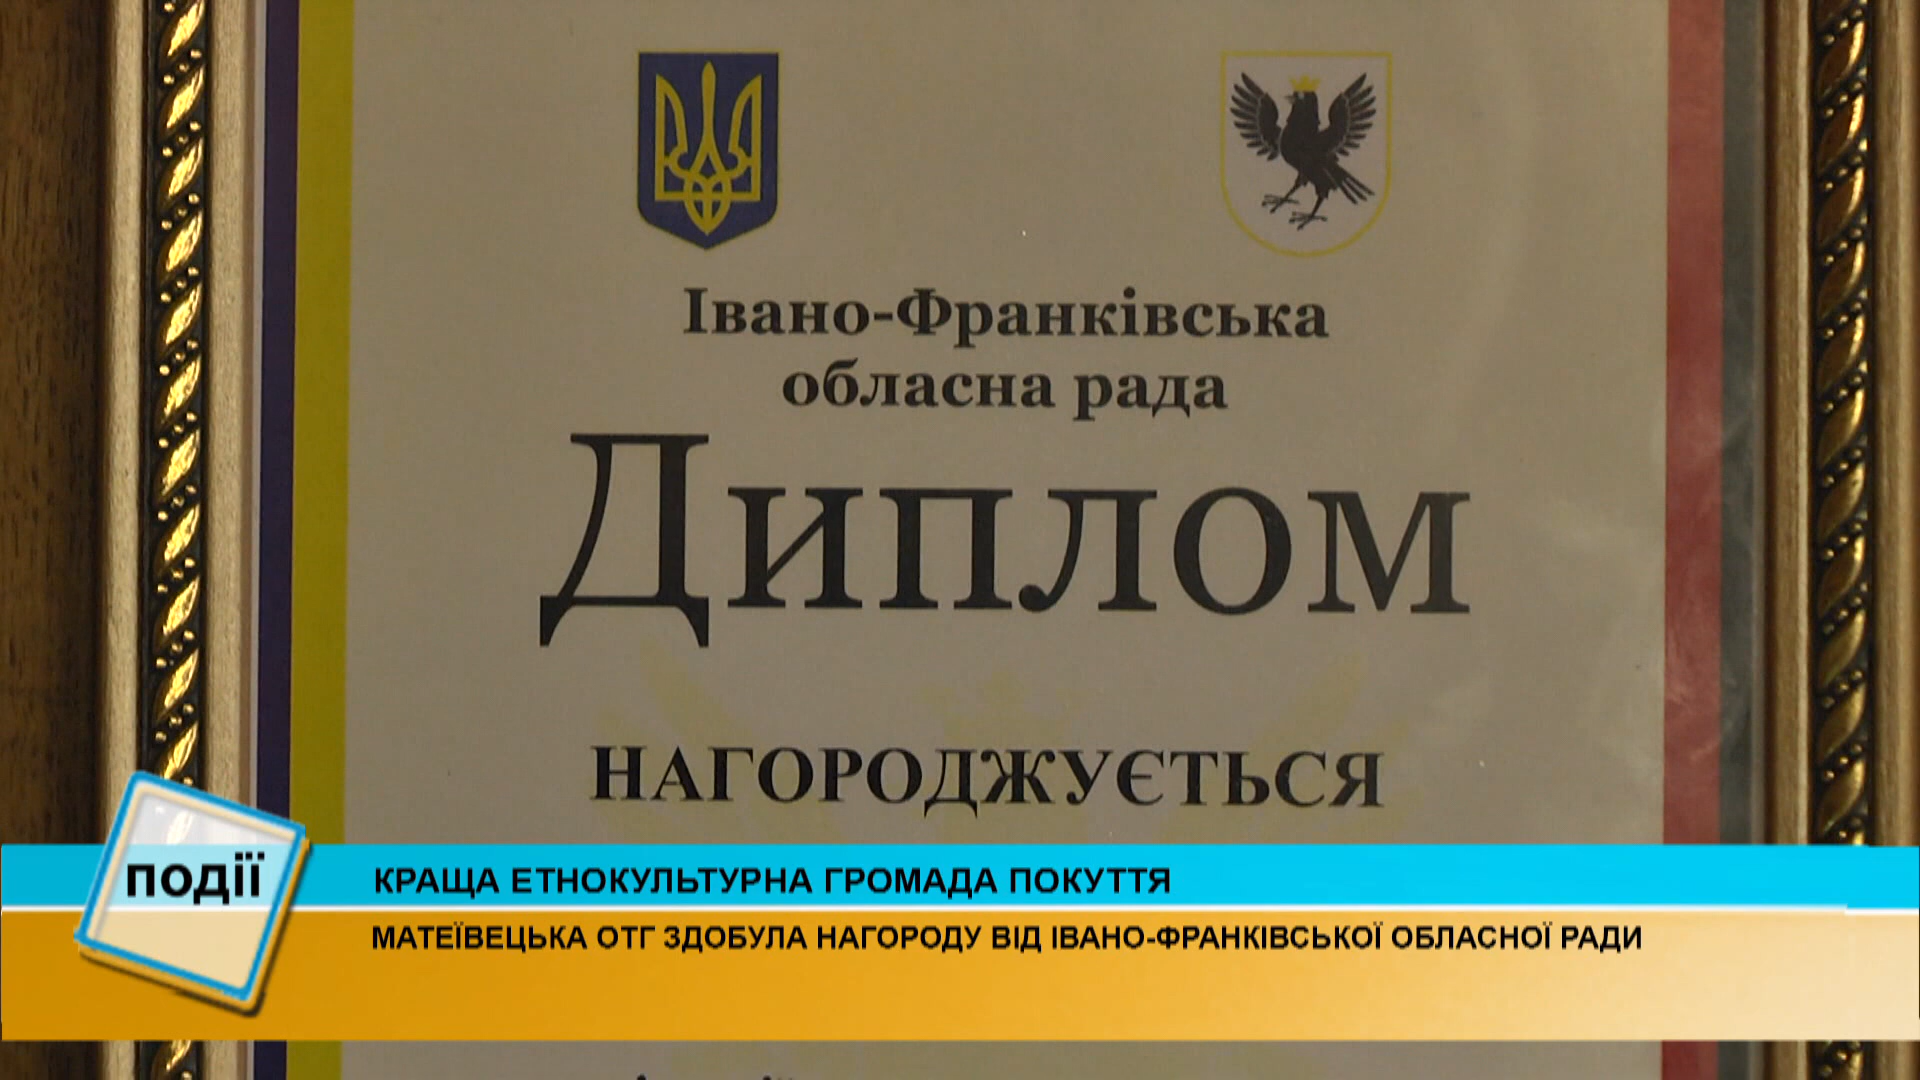 Івано-Франківська
обласна рада
Диплом
НАГОРОДЖУЄТЬСЯ
події
КРАЩА ЕТНОКУЛЬТУРНА ГРОМАДА ПОКУТТЯ
МАТЕЇВЕЦЬКА ОТГ ЗДОБУЛА НАГОРОДУ ВІД ІВАНО-ФРАНКІВСЬКОЇ ОБЛАСНОЇ РАДИ